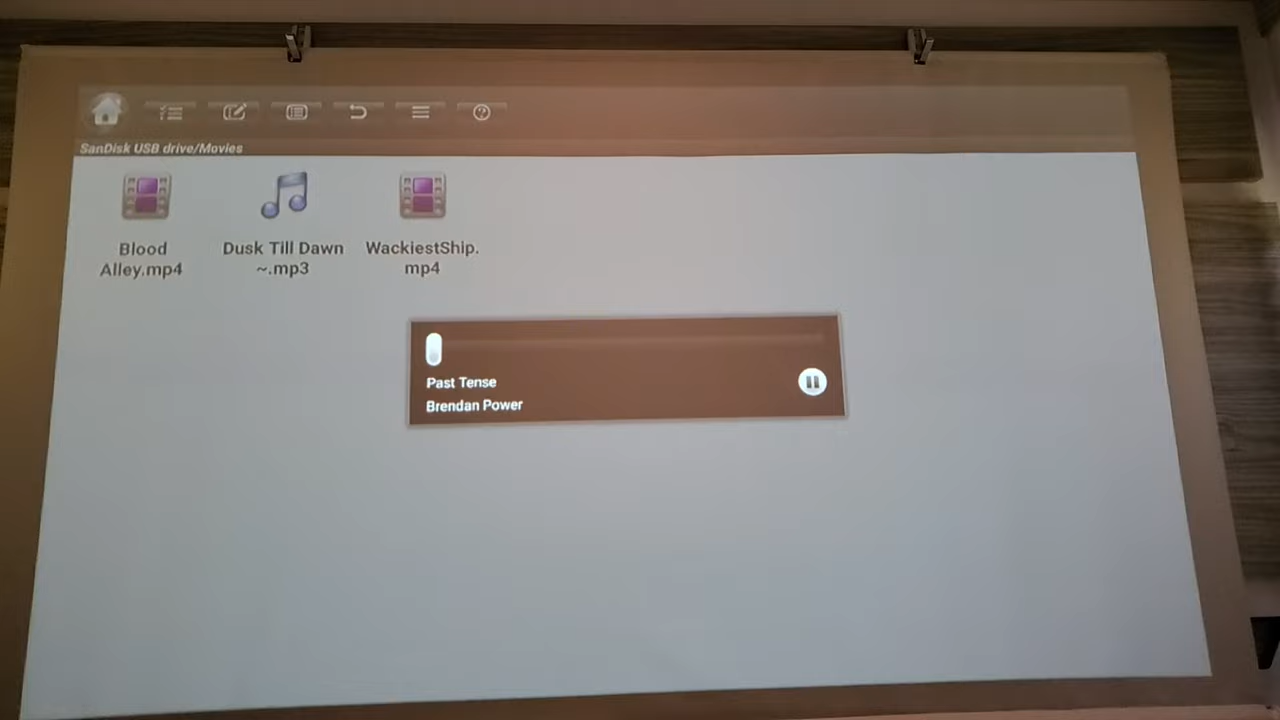 SanDisk USB drive/Movies
Blood
Alley.mp4
Dusk Till Dawn
~.mp3
WackiestShip.
mp4
Past Tense
Brendan Power